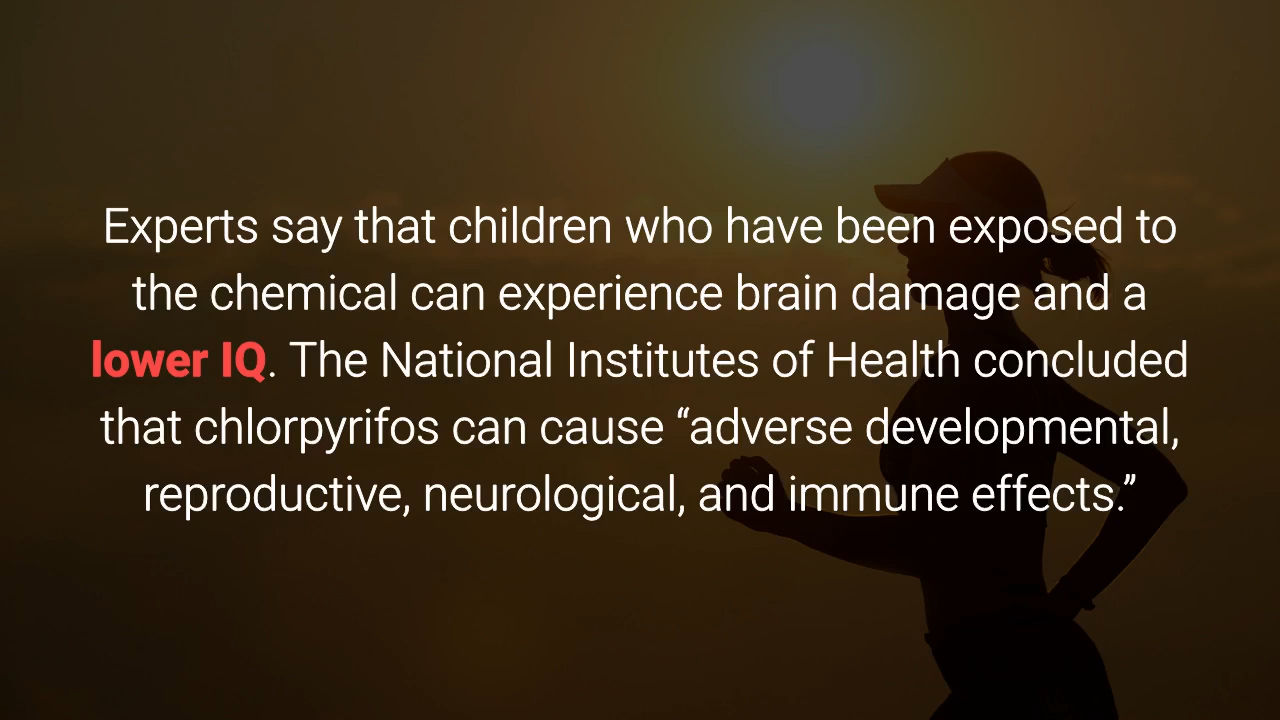 Experts say that children who have been exposed to
the chemical can experience brain damage and a
lower IQ. The National Institutes of Health concluded
that chlorpyrifos can cause “adverse developmental,
reproductive, neurological, and immune effects.”